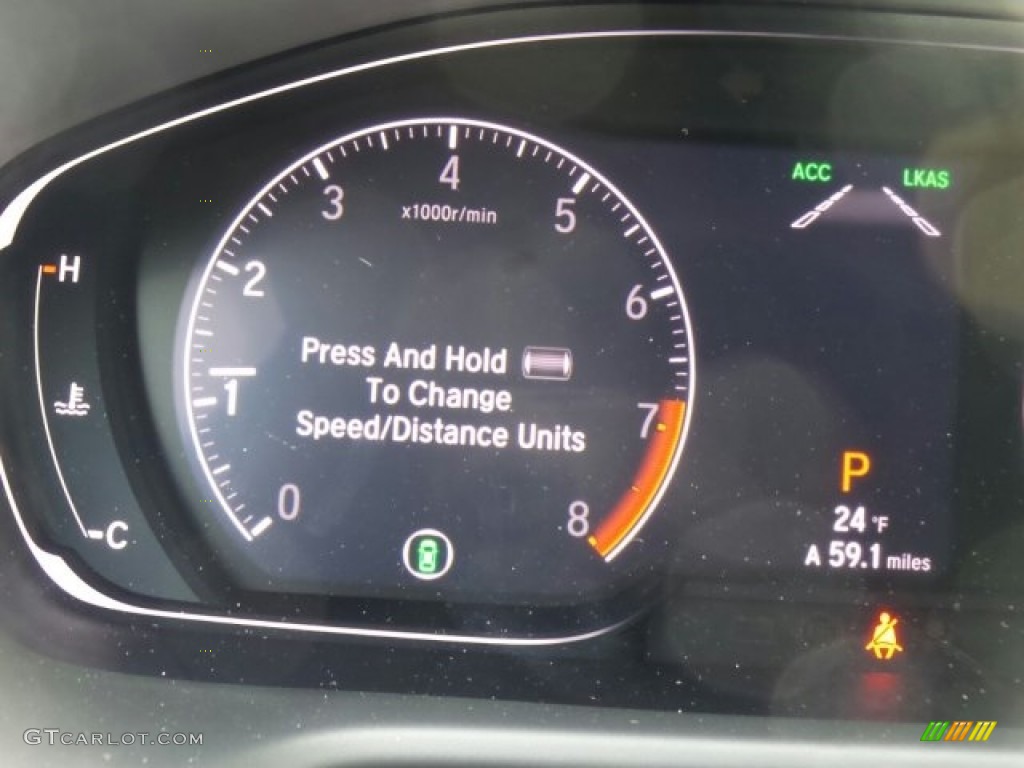 ACC
LKAS
4
3
x1000r/min
5
H
2
6
Press And Hold
To Change
1
7
Speed/Distance Units
P
0
8
24 °F
C
A 59.1 miles
GTCARLOT.COM